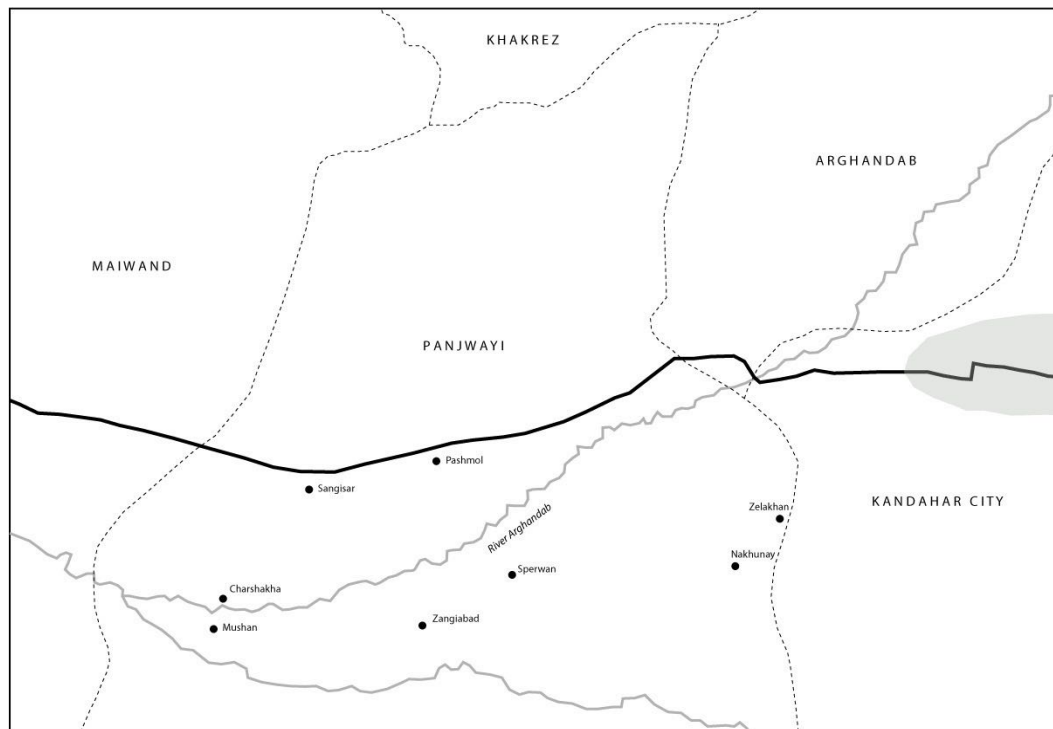 KHAKREZ
ARGHANDAB
MAIWAND
PANJWAYI
Pashmol
Sangisar
KANDAHAR CITY
Zelakhan
River Arghandab
Nakhunay
Sperwan
Charshakha
Zangiabad
Mushan